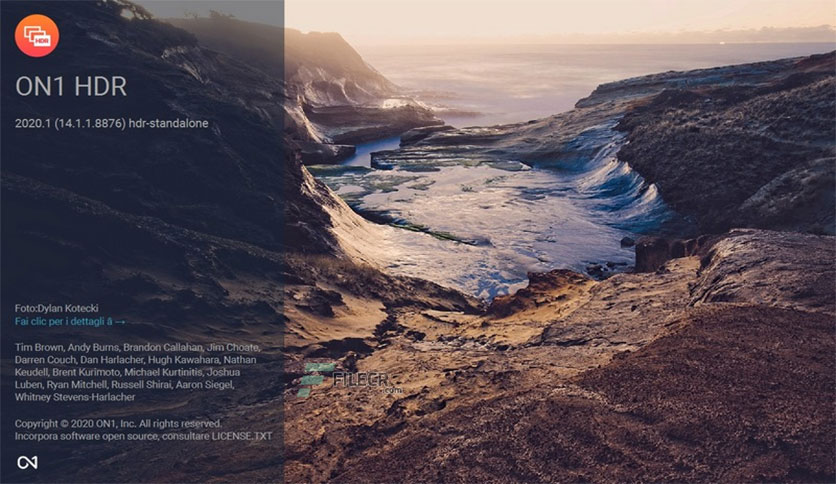 HDR
ON1 HDR
2020.1 (14.1.1.8876) hdr-standalone
Foto:Dylan Kotecki
Fai clic per i dettagli â →
Tim Brown, Andy Burns, Brandon Callahan, Jim Choate,
Darren Couch, Dan Harlacher, Hugh Kawahara, Nathan
Keudell, Brent Kurimoto, Michael Kurtinitis, Joshua
Luben, Ryan Mitchell, Russell Shirai, Aaron Siegel,
Whitney Stevens-Harlacher
FILECR
.com
Copyright © 2020 ON1, Inc. All rights reserved.
Incorpora software open source, consultare LICENSE.TXT